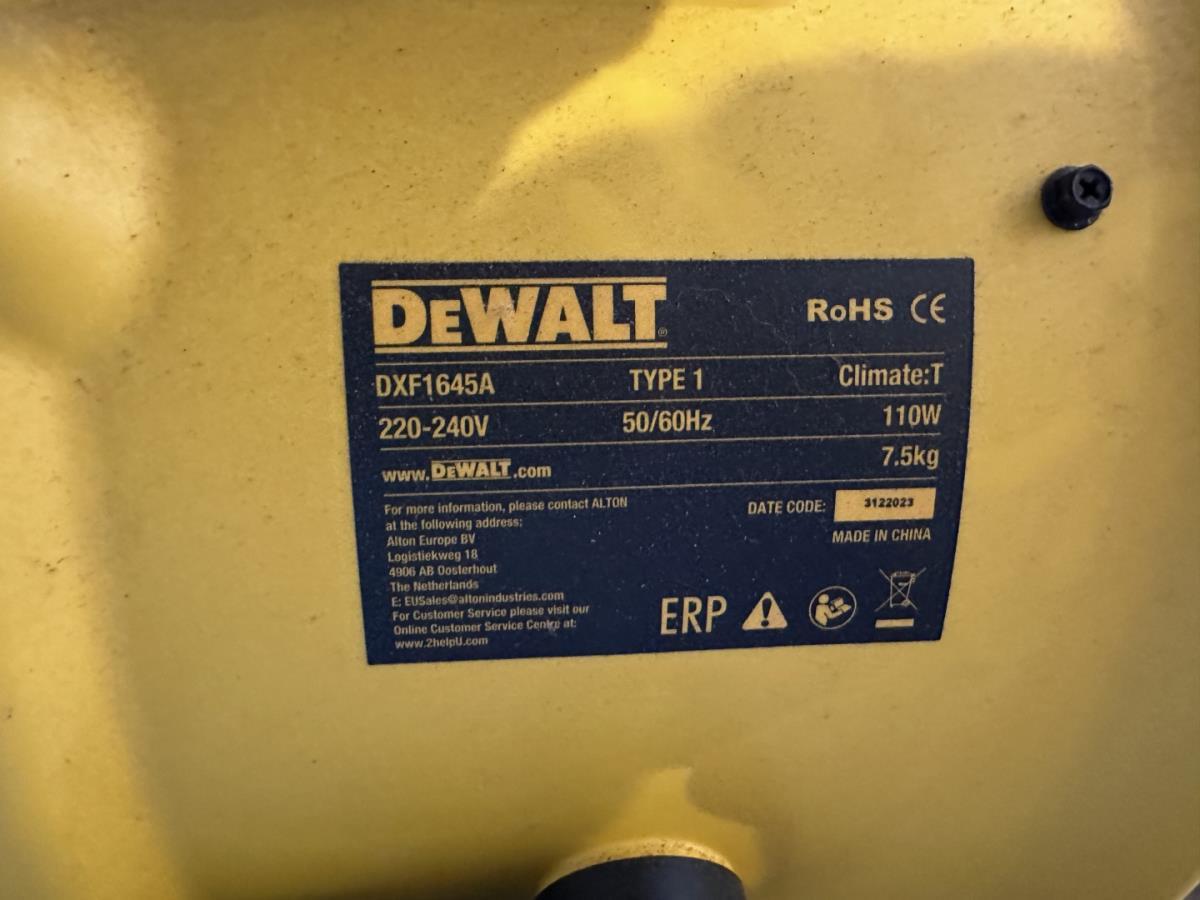 DEWALT®
RoHS CE
DXF1645A TYPE 1 Climate:T
220-240V 50/60Hz 110W
7.5kg
www.DEWALT.com
For more information, please contact ALTON
at the following address:
Alton Europe BV
Logistiekweg 18
4906 AB Oosterhout
The Netherlands
E: EUSales@altonindustries.com
For Customer Service please visit our
Online Customer Service Centre at:
www.2helpU.com
DATE CODE: 3122023
MADE IN CHINA
ERP